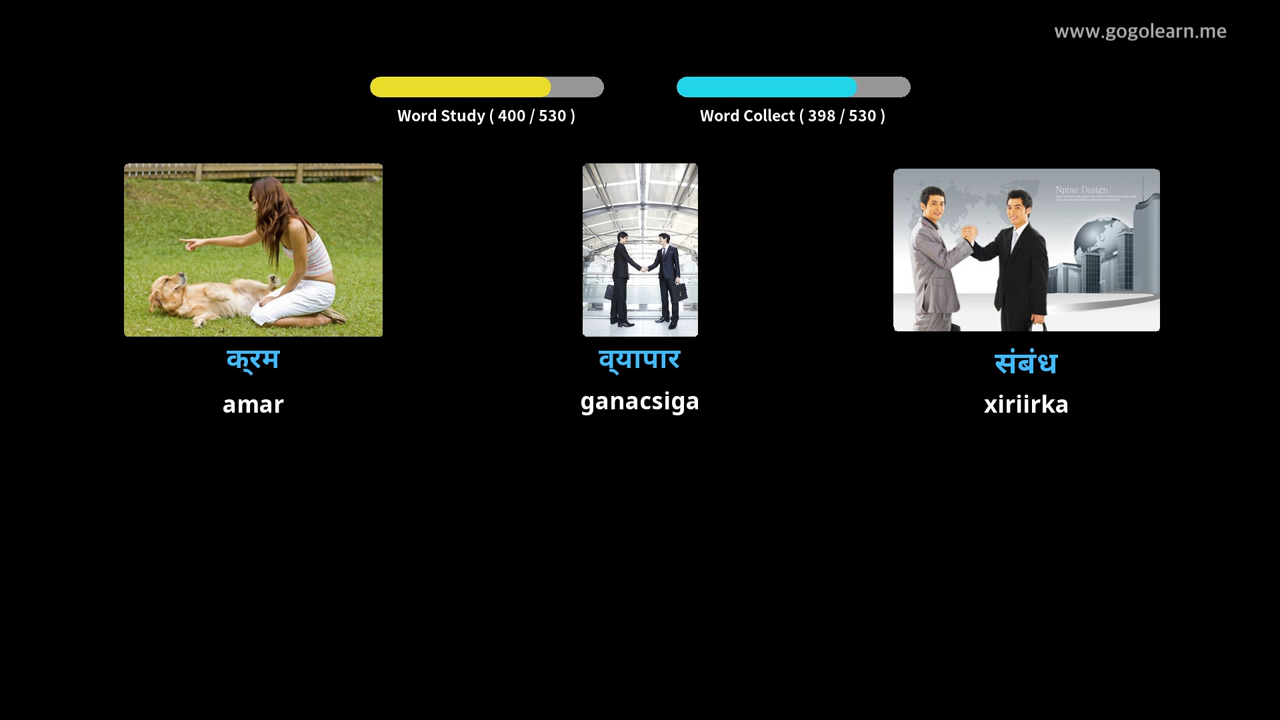 www.gogolearn.me
Word Study ( 400 / 530 )
Word Collect ( 398 / 530 )
Npine Design
क्रम
व्यापार
संबंध
amar
ganacsiga
xiriirka